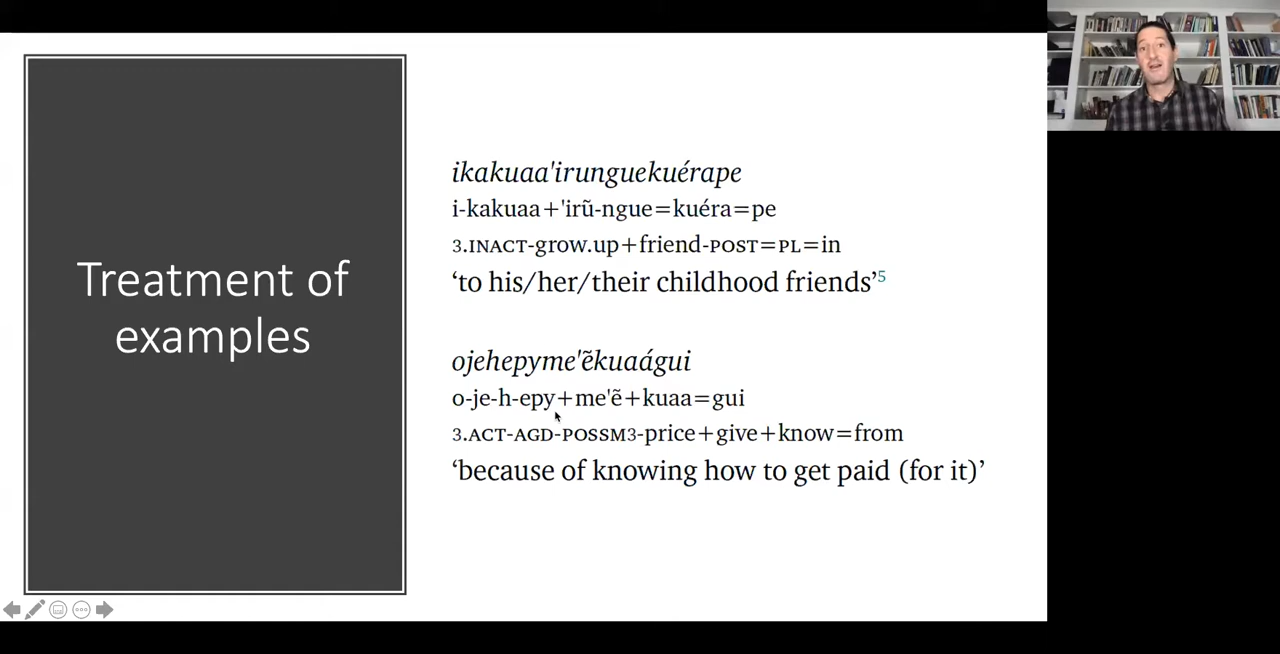 Treatment of
examples
ikakuaa'irunguekuérape
i-kakuaa+'irũ-ngue=kuéra=pe
3.INACT-grow.up+friend-POST=PL=in
‘to his/her/their childhood friends’5
ojehepyme'ẽkuaágui
o-je-h-epy+me'ẽ+kuaa=gui
3.ACT-AGD-POSSM3-price+give+know=from
‘because of knowing how to get paid (for it)’